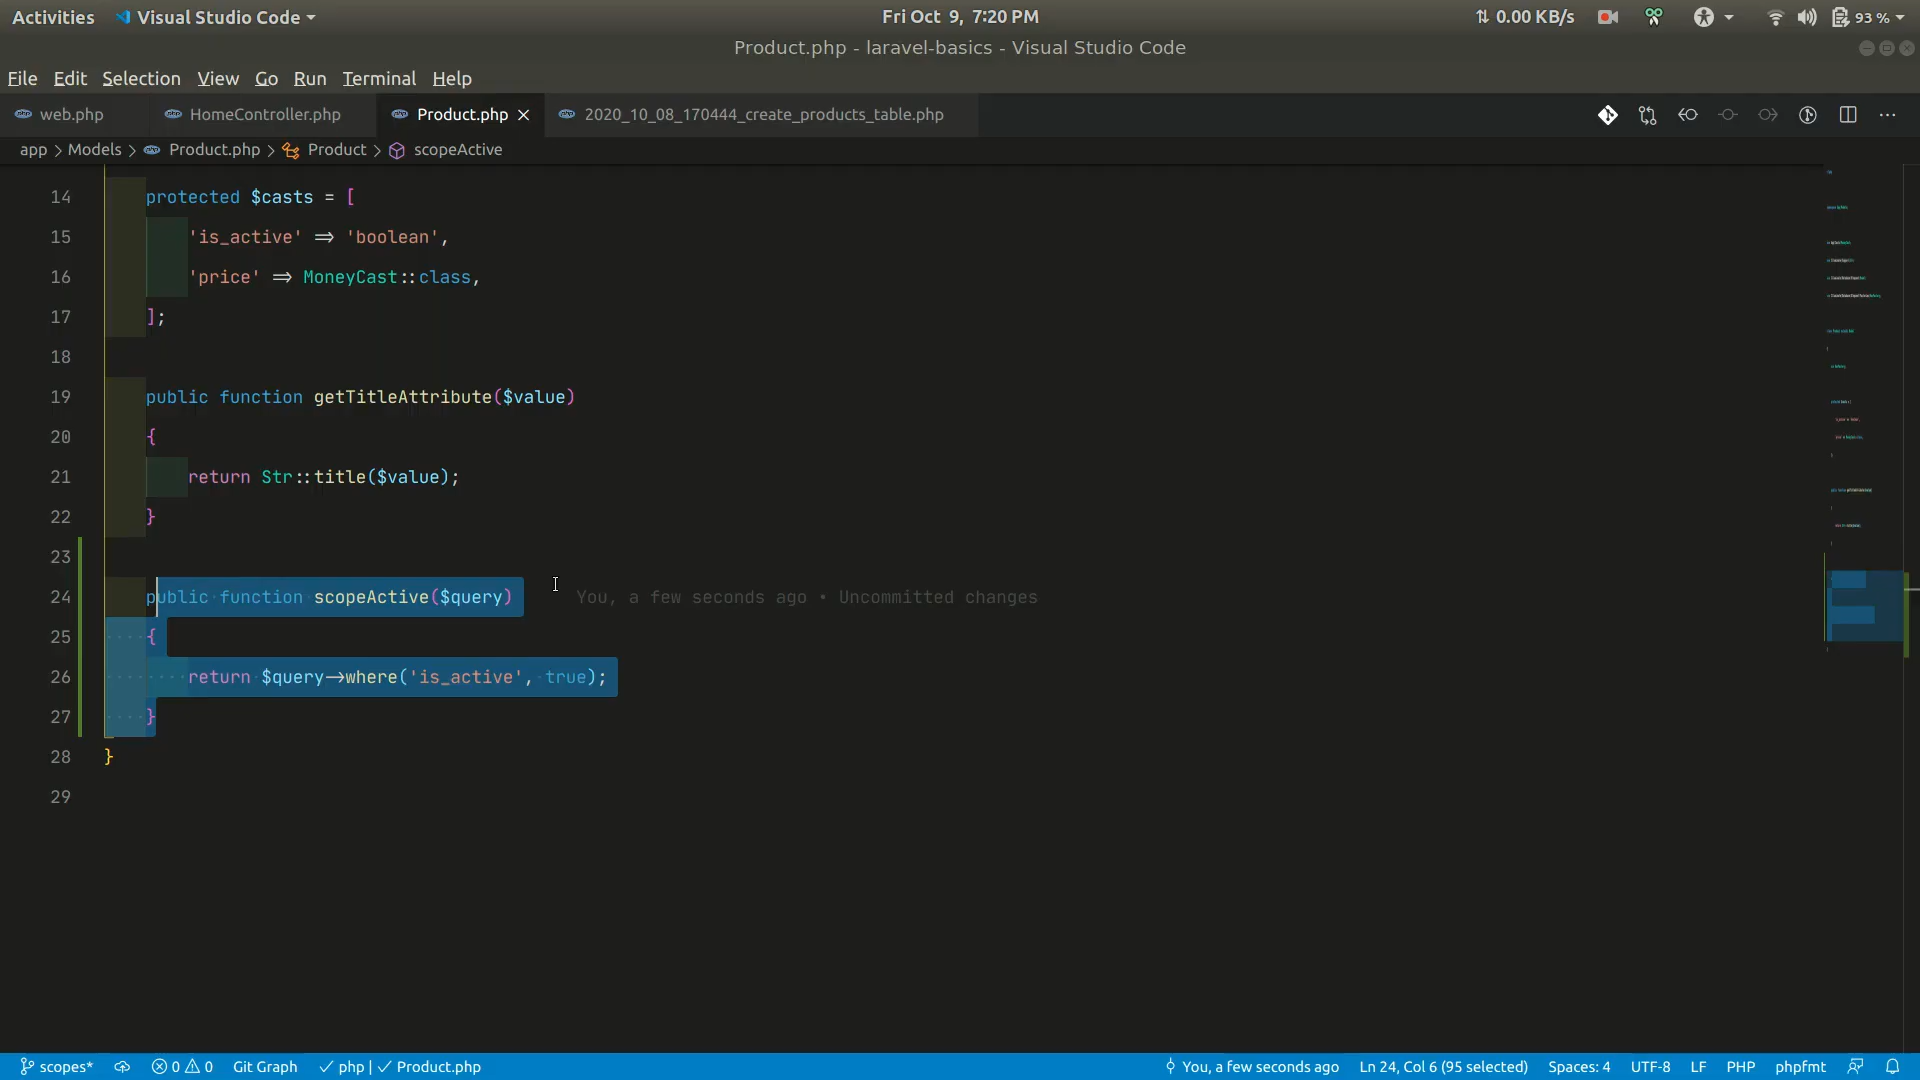 Activities Visual Studio Code Fri Oct 9, 7:20 PM 0.00 KB/s 93 %
Product.php - laravel-basics - Visual Studio Code
File Edit Selection View Go Run Terminal Help
web.php HomeController.php Product.php 2020_10_08_170444_create_products_table.php
app > Models > Product.php > Product > scopeActive
14 protected $casts = [
15 'is_active' => 'boolean',
16 'price' => MoneyCast::class,
17 ];
18
19 public function getTitleAttribute($value)
20 {
21 return Str::title($value);
22 }
23
24 public function scopeActive($query) You, a few seconds ago • Uncommitted changes
25 {
26 return $query->where('is_active', true);
27 }
28 }
29
scopes* 0 0 Git Graph ✓ php | ✓ Product.php You, a few seconds ago Ln 24, Col 6 (95 selected) Spaces: 4 UTF-8 LF PHP phpfmt